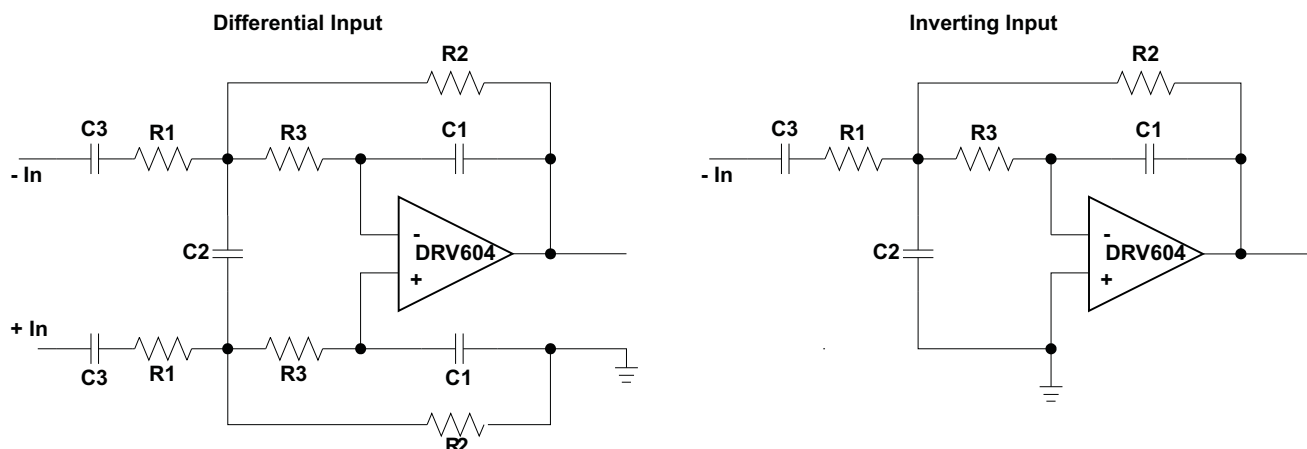 Differential Input
R2
C3
R1
R3
C1
- In
C2
-
DRV604
+
+ In
C3
R1
R3
C1
R2
Inverting Input
R2
C3
R1
R3
C1
- In
C2
-
DRV604
+